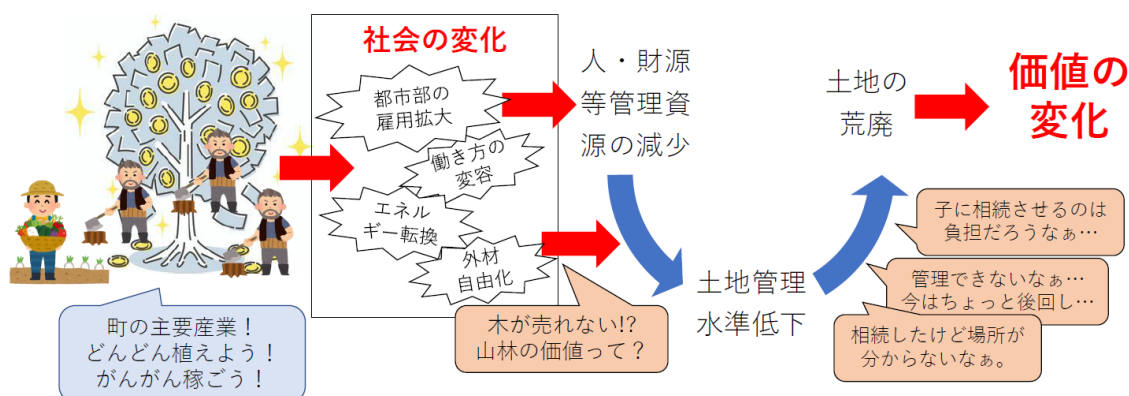 町の主要産業！
どんどん植えよう！
がんがん稼ごう！
社会の変化
都市部の
雇用拡大
働き方の
変容
エネル
ギー転換
外材
自由化
木が売れない!?
山林の価値って？
人・財源
等管理資
源の減少
土地管理
水準低下
土地の
荒廃
子に相続させるのは
負担だろうなぁ…
管理できないなぁ…
今はちょっと後回し…
相続したけど場所が
分からないなぁ。
価値の
変化